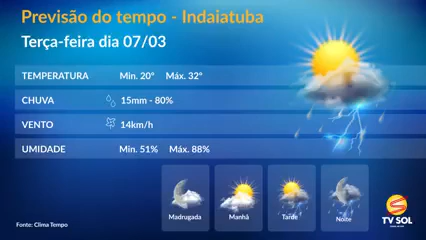 Previsão do tempo - Indaiatuba
Terça-feira dia 07/03
TEMPERATURA Min. 20° Máx. 32°
CHUVA 15mm - 80%
VENTO 14km/h
UMIDADE Min. 51% Máx. 88%
Madrugada Manhã Tarde Noite
Fonte: Clima Tempo
TV SOL